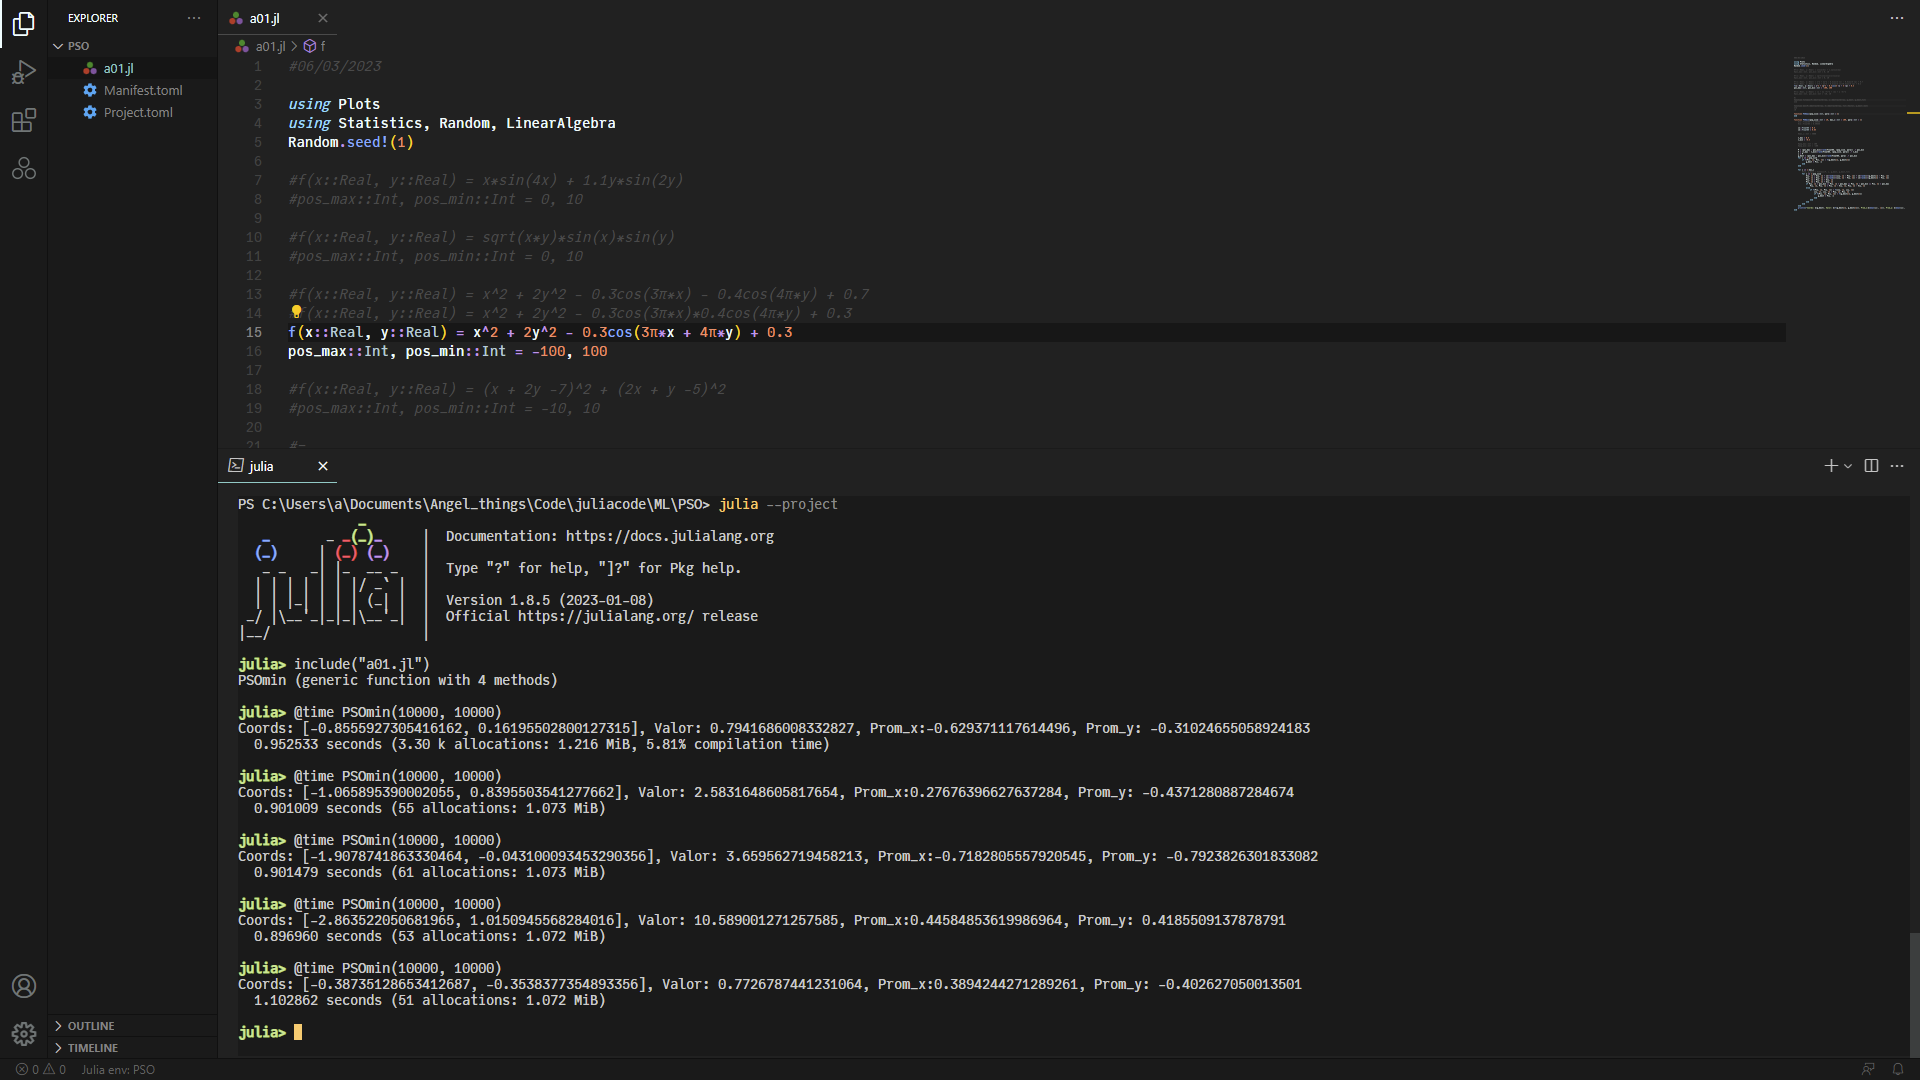 EXPLORER
PSO
a01.jl
Manifest.toml
Project.toml
OUTLINE
TIMELINE
a01.jl
a01.jl > f
1 #06/03/2023
2
3 using Plots
4 using Statistics, Random, LinearAlgebra
5 Random.seed!(1)
6
7 #f(x::Real, y::Real) = x*sin(4x) + 1.1y*sin(2y)
8 #pos_max::Int, pos_min::Int = 0, 10
9
10 #f(x::Real, y::Real) = sqrt(x*y)*sin(x)*sin(y)
11 #pos_max::Int, pos_min::Int = 0, 10
12
13 #f(x::Real, y::Real) = x^2 + 2y^2 - 0.3cos(3π*x) - 0.4cos(4π*y) + 0.7
14 (x::Real, y::Real) = x^2 + 2y^2 - 0.3cos(3π*x)*0.4cos(4π*y) + 0.3
15 f(x::Real, y::Real) = x^2 + 2y^2 - 0.3cos(3π*x + 4π*y) + 0.3
16 pos_max::Int, pos_min::Int = -100, 100
17
18 #f(x::Real, y::Real) = (x + 2y -7)^2 + (2x + y -5)^2
19 #pos_max::Int, pos_min::Int = -10, 10
20
21 #=
julia
PS C:\Users\a\Documents\Angel_things\Code\juliacode\ML\PSO> julia --project
Documentation: https://docs.julialang.org
Type "?" for help, "]?" for Pkg help.
Version 1.8.5 (2023-01-08)
Official https://julialang.org/ release
julia> include("a01.jl")
PSOmin (generic function with 4 methods)
julia> @time PSOmin(10000, 10000)
Coords: [-0.8555927305416162, 0.16195502800127315], Valor: 0.7941686008332827, Prom_x:-0.629371117614496, Prom_y: -0.31024655058924183
0.952533 seconds (3.30 k allocations: 1.216 MiB, 5.81% compilation time)
julia> @time PSOmin(10000, 10000)
Coords: [-1.065895390002055, 0.8395503541277662], Valor: 2.5831648605817654, Prom_x:0.27676396627637284, Prom_y: -0.4371280887284674
0.901009 seconds (55 allocations: 1.073 MiB)
julia> @time PSOmin(10000, 10000)
Coords: [-1.9078741863330464, -0.043100093453290356], Valor: 3.659562719458213, Prom_x:-0.7182805557920545, Prom_y: -0.7923826301833082
0.901479 seconds (61 allocations: 1.073 MiB)
julia> @time PSOmin(10000, 10000)
Coords: [-2.863522050681965, 1.0150945568284016], Valor: 10.589001271257585, Prom_x:0.44584853619986964, Prom_y: 0.4185509137878791
0.896960 seconds (53 allocations: 1.072 MiB)
julia> @time PSOmin(10000, 10000)
Coords: [-0.38735128653412687, -0.3538377354893356], Valor: 0.7726787441231064, Prom_x:0.3894244271289261, Prom_y: -0.402627050013501
1.102862 seconds (51 allocations: 1.072 MiB)
julia>
0 0 Julia env: PSO